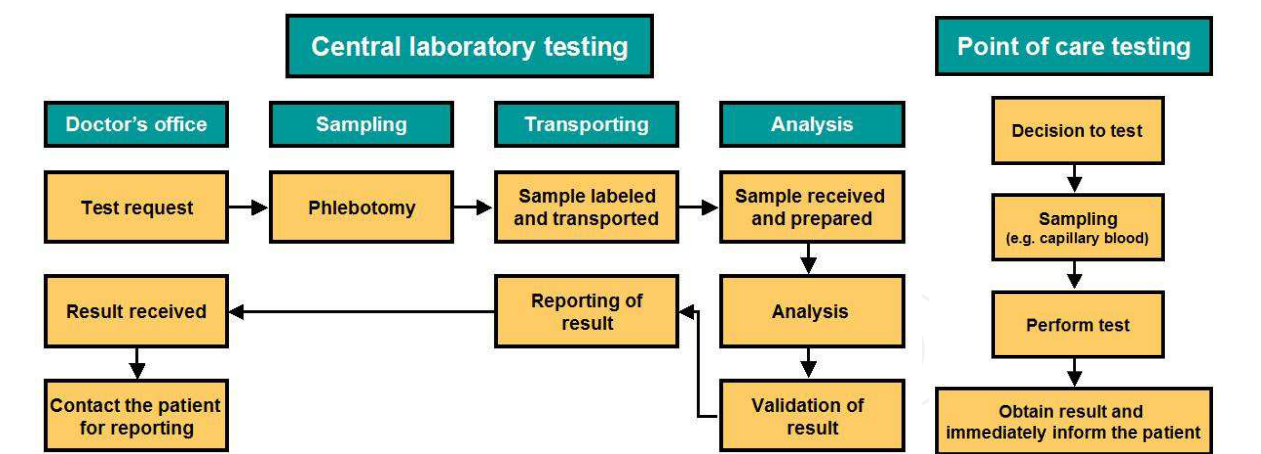 Central laboratory testing
Doctor's office
Sampling
Transporting
Analysis
Test request
Phlebotomy
Sample labeled
and transported
Sample received
and prepared
Result received
Reporting of
result
Analysis
Contact the patient
for reporting
Validation of
result
Point of care testing
Decision to test
Sampling
(e.g. capillary blood)
Perform test
Obtain result and
immediately inform the patient